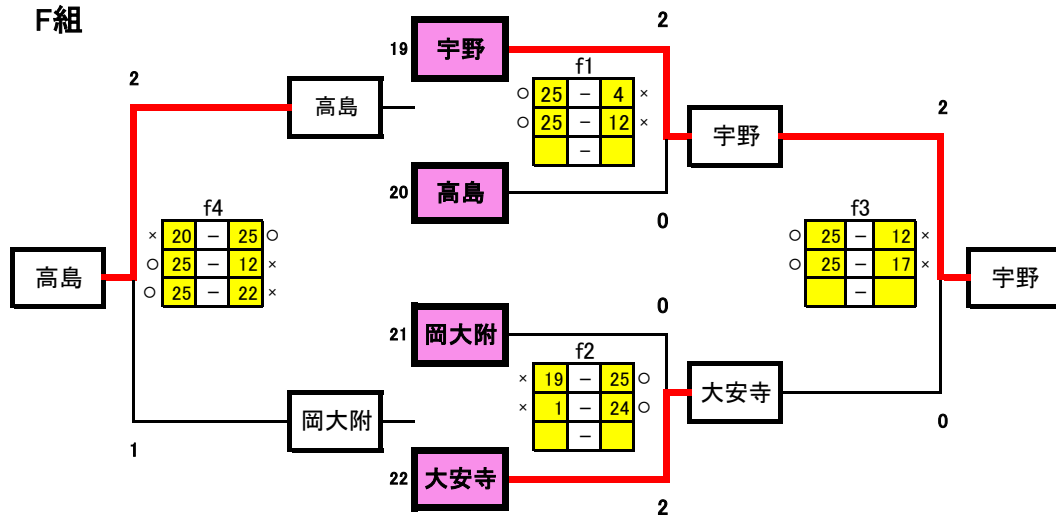 F組
19 宇野 2
f1
○ 25 − 4 ×
○ 25 − 12 ×
−
20 高島 0
宇野 2
2 高島
f4
× 20 − 25 ○
○ 25 − 12 ×
○ 25 − 22 ×
高島
岡大附 1
f3
○ 25 − 12 ×
○ 25 − 17 ×
−
宇野
21 岡大附 0
f2
× 19 − 25 ○
× 1 − 24 ○
−
22 大安寺 2
大安寺 0